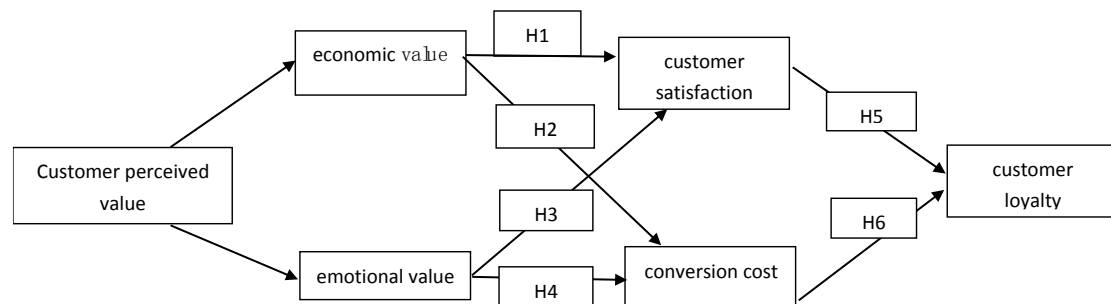 H1
economic value
customer
satisfaction
H2
H5
Customer perceived
value
customer
loyalty
H3
H6
emotional value
conversion cost
H4